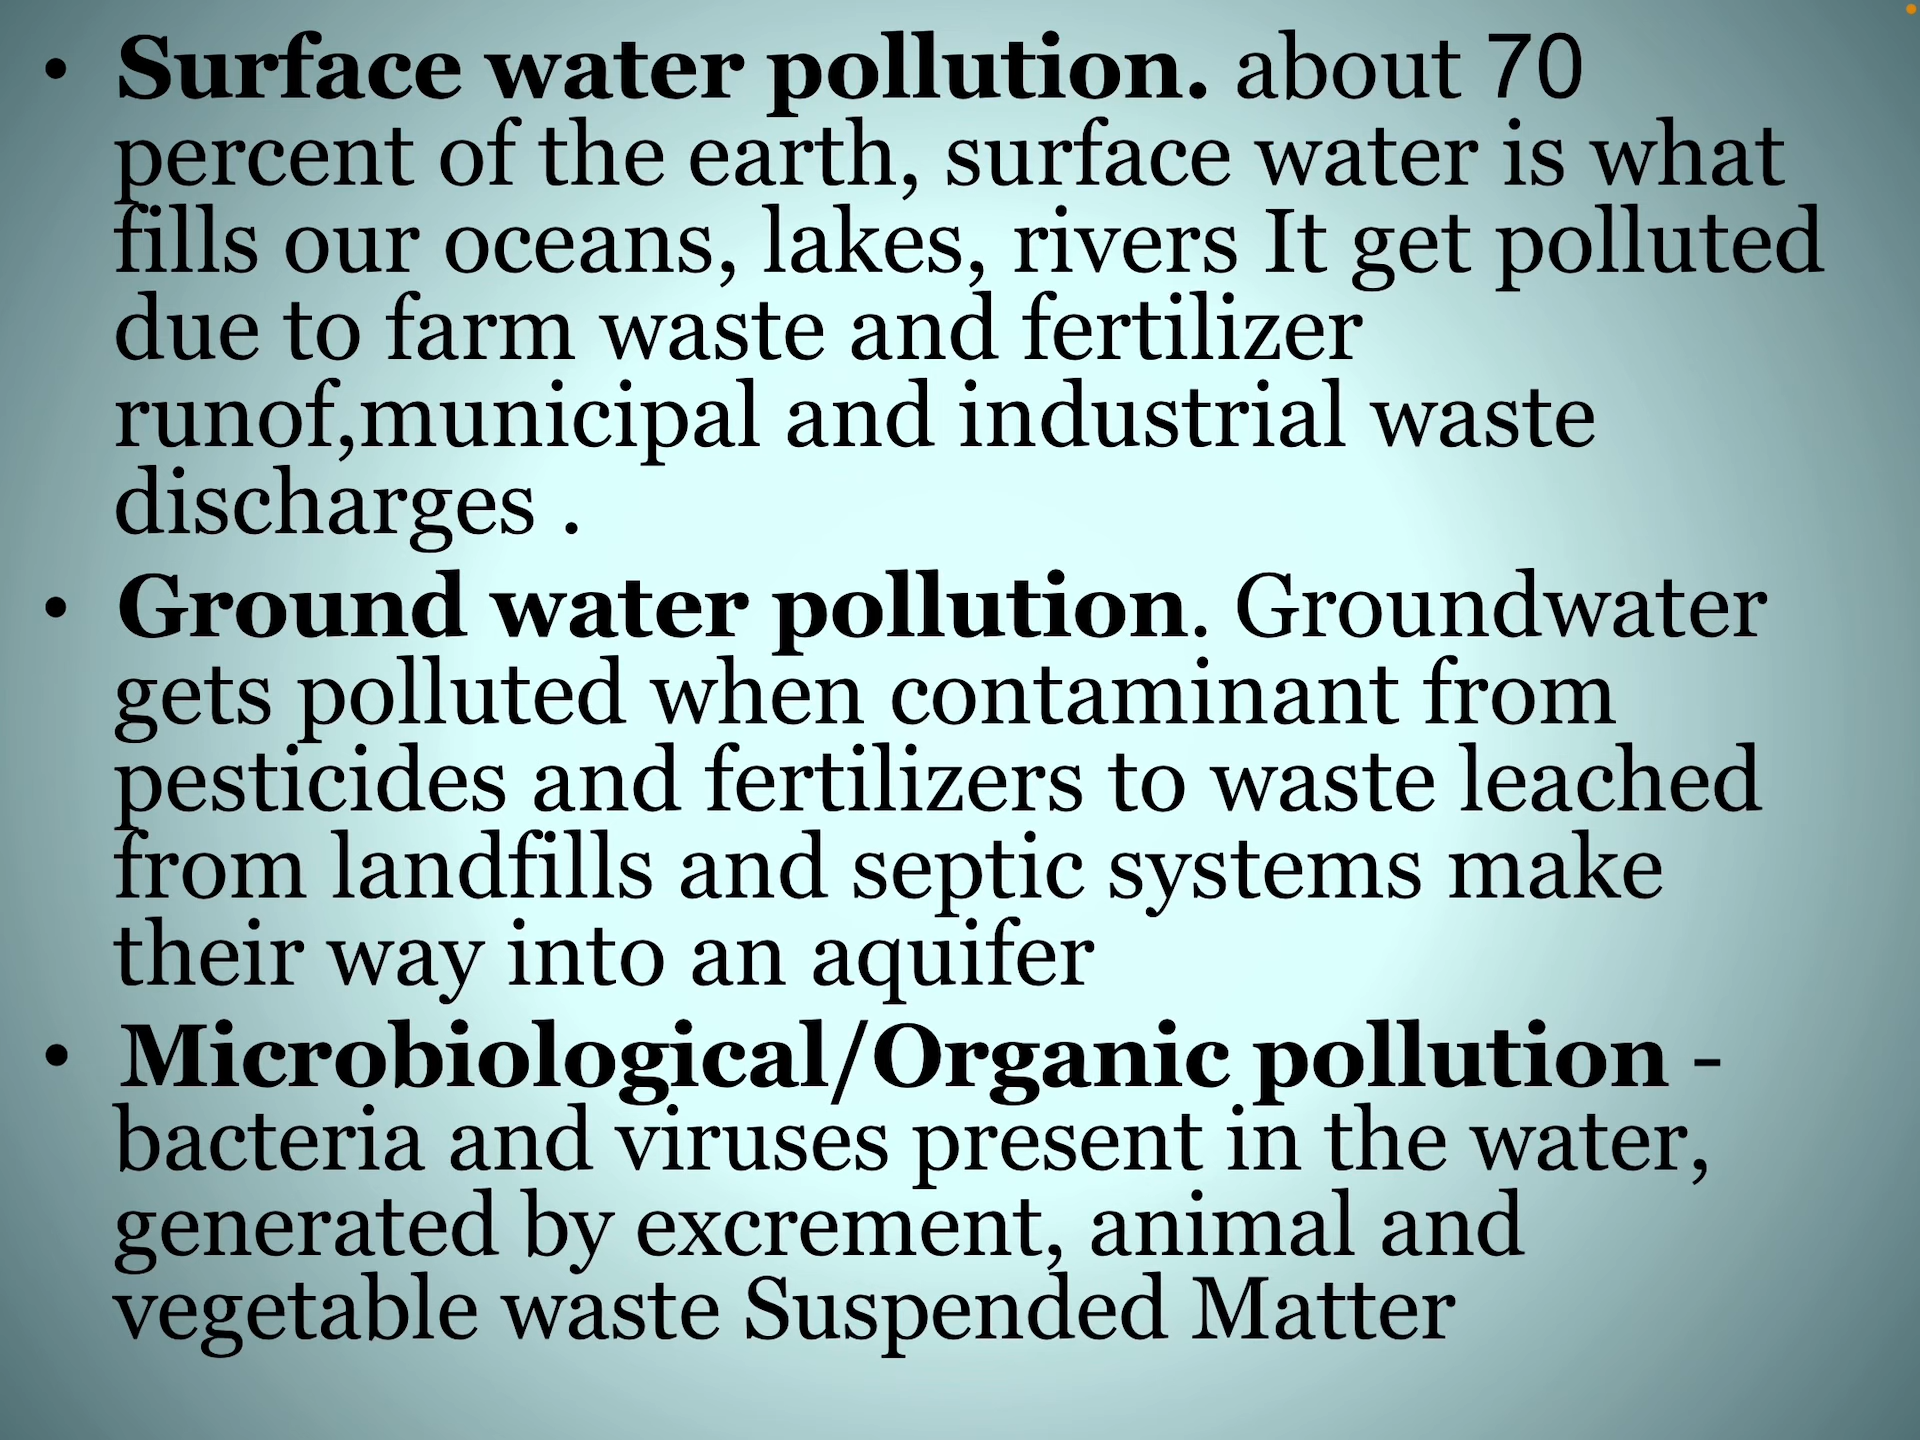 • Surface water pollution. about 70
percent of the earth, surface water is what
fills our oceans, lakes, rivers It get polluted
due to farm waste and fertilizer
runof,municipal and industrial waste
discharges .
• Ground water pollution. Groundwater
gets polluted when contaminant from
pesticides and fertilizers to waste leached
from landfills and septic systems make
their way into an aquifer
• Microbiological/Organic pollution -
bacteria and viruses present in the water,
generated by excrement, animal and
vegetable waste Suspended Matter